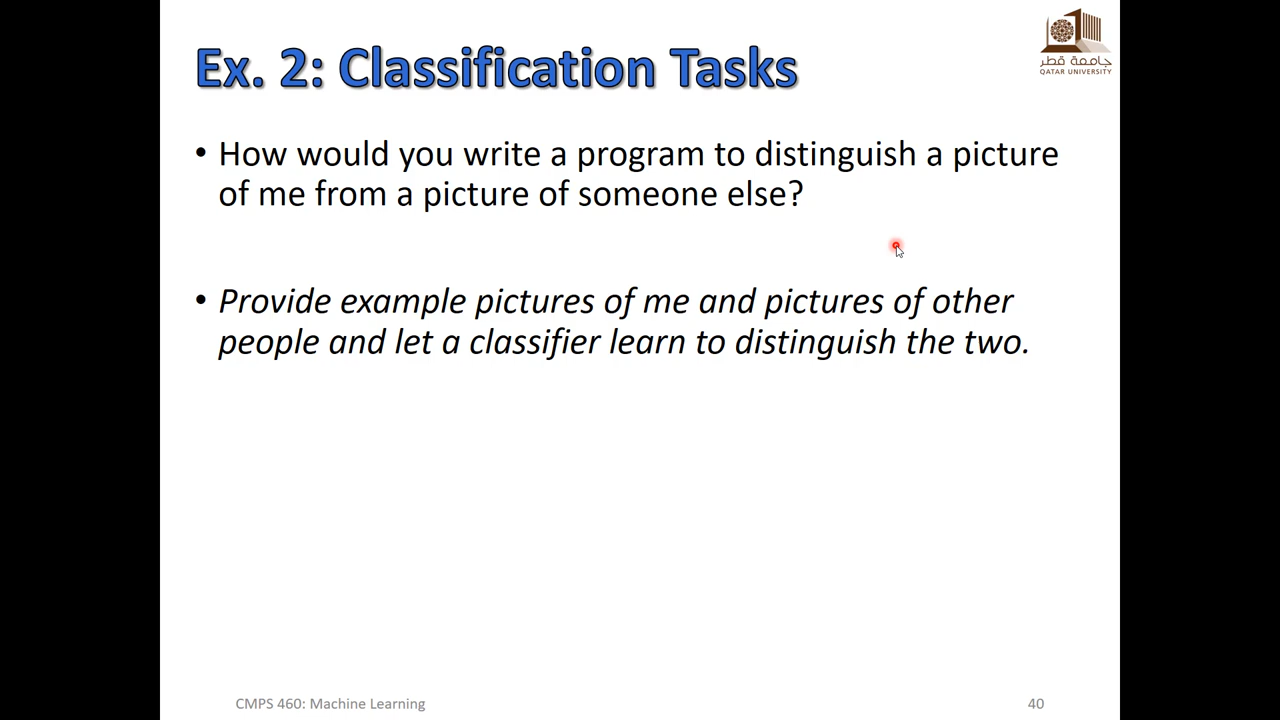 Ex. 2: Classification Tasks
جامعة قطر
QATAR UNIVERSITY
• How would you write a program to distinguish a picture
of me from a picture of someone else?
• Provide example pictures of me and pictures of other
people and let a classifier learn to distinguish the two.
CMPS 460: Machine Learning
40